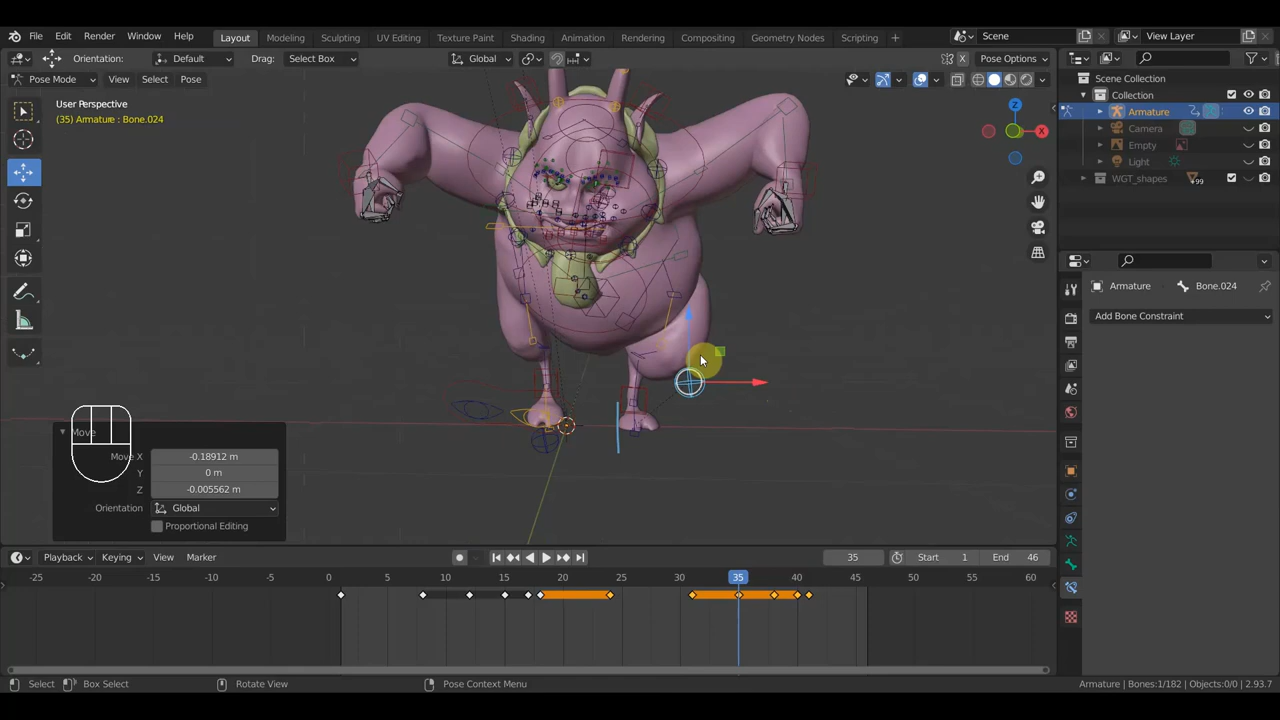 File Edit Render Window Help Layout Modeling Sculpting UV Editing Texture Paint Shading Animation Rendering Compositing Geometry Nodes Scripting + Scene View Layer
Orientation: Default Drag: Select Box Global Pose Options
Pose Mode View Select Pose
User Perspective
(35) Armature : Bone.024
Z
X
Scene Collection
Collection
Armature
Camera
Empty
Light
WGT_shapes 99
Armature Bone.024
Add Bone Constraint
Move
Move X -0.18912 m
Y 0 m
Z -0.005562 m
Orientation Global
Proportional Editing
Playback Keying View Marker 35 Start 1 End 46
-25 -20 -15 -10 -5 0 5 10 15 20 25 30 35 40 45 50 55 60
Select Box Select Rotate View Pose Context Menu Armature | Bones:1/182 | Objects:0/0 | 2.93.7